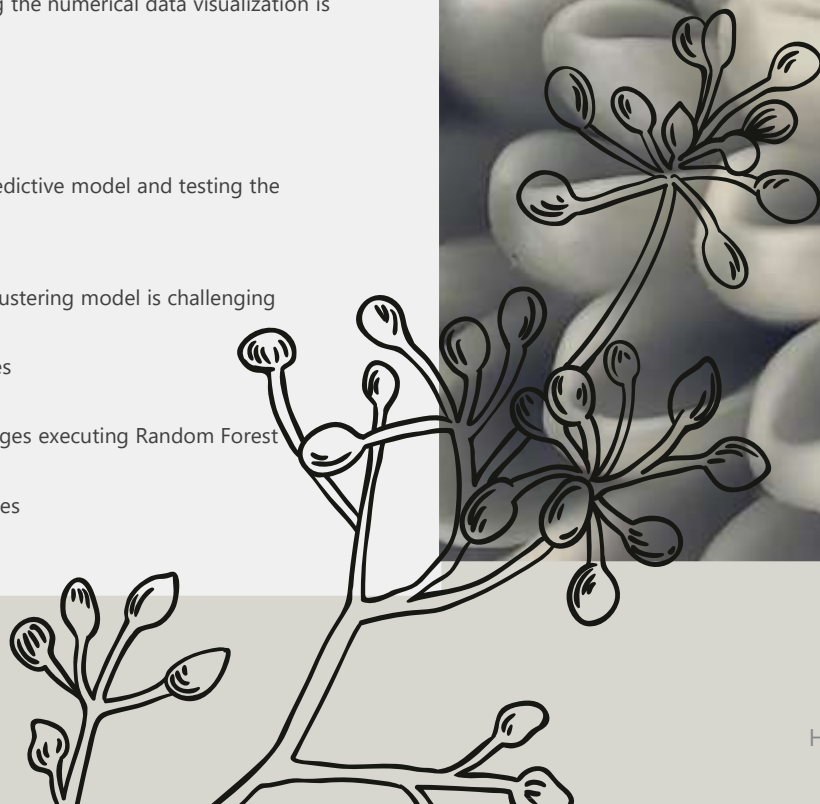 g the numerical data visualization is
edictive model and testing the
ustering model is challenging
es
ges executing Random Forest
es
H